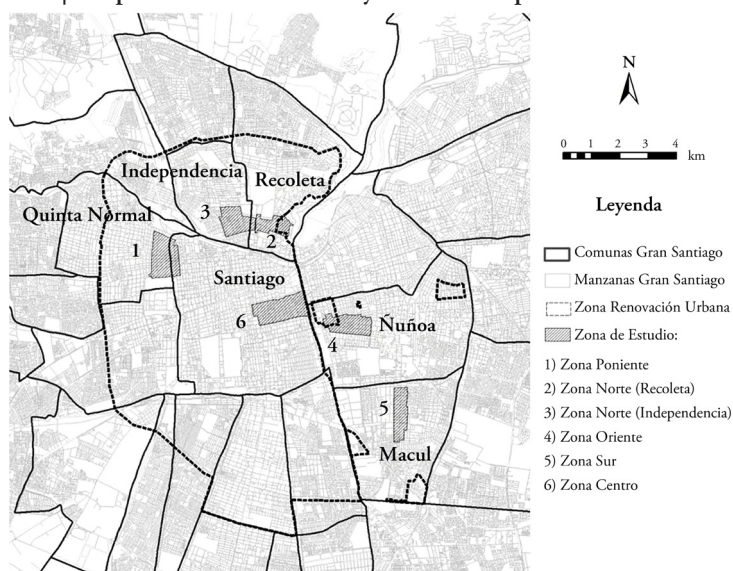 Independencia
Recoleta
Quinta Normal
3
2
1
Santiago
6
Ñuñoa
4
5
Macul
N
0 1 2 3 4
km
Leyenda
Comunas Gran Santiago
Manzanas Gran Santiago
Zona Renovación Urbana
Zona de Estudio:
1) Zona Poniente
2) Zona Norte (Recoleta)
3) Zona Norte (Independencia)
4) Zona Oriente
5) Zona Sur
6) Zona Centro